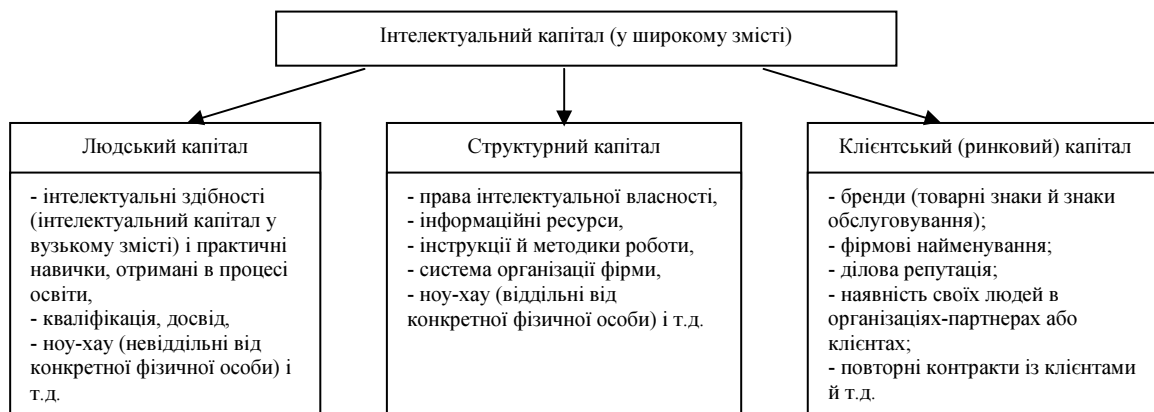 Інтелектуальний капітал (у широкому змісті)
Людський капітал
- інтелектуальні здібності
(інтелектуальний капітал у
вузькому змісті) і практичні
навички, отримані в процесі
освіти,
- кваліфікація, досвід,
- ноу-хау (невіддільні від
конкретної фізичної особи) і
т.д.
Структурний капітал
- права інтелектуальної власності,
- інформаційні ресурси,
- інструкції й методики роботи,
- система організації фірми,
- ноу-хау (віддільні від
конкретної фізичної особи) і т.д.
Клієнтський (ринковий) капітал
- бренди (товарні знаки й знаки
обслуговування);
- фірмові найменування;
- ділова репутація;
- наявність своїх людей в
організаціях-партнерах або
клієнтах;
- повторні контракти із клієнтами
й т.д.